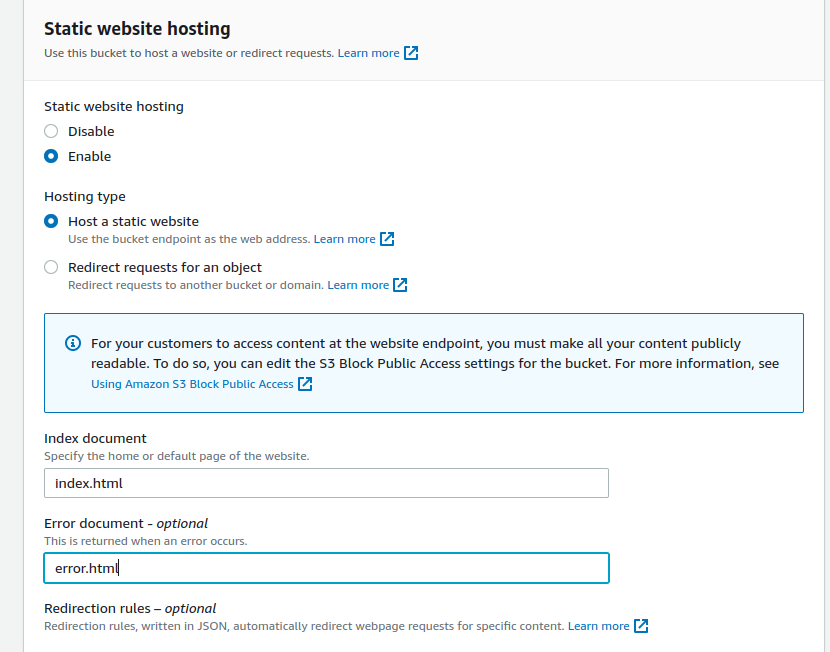 Static website hosting
Use this bucket to host a website or redirect requests. Learn more
Static website hosting
Disable
Enable
Hosting type
Host a static website
Use the bucket endpoint as the web address. Learn more
Redirect requests for an object
Redirect requests to another bucket or domain. Learn more
For your customers to access content at the website endpoint, you must make all your content publicly
readable. To do so, you can edit the S3 Block Public Access settings for the bucket. For more information, see
Using Amazon S3 Block Public Access
Index document
Specify the home or default page of the website.
index.html
Error document - optional
This is returned when an error occurs.
error.html
Redirection rules – optional
Redirection rules, written in JSON, automatically redirect webpage requests for specific content. Learn more